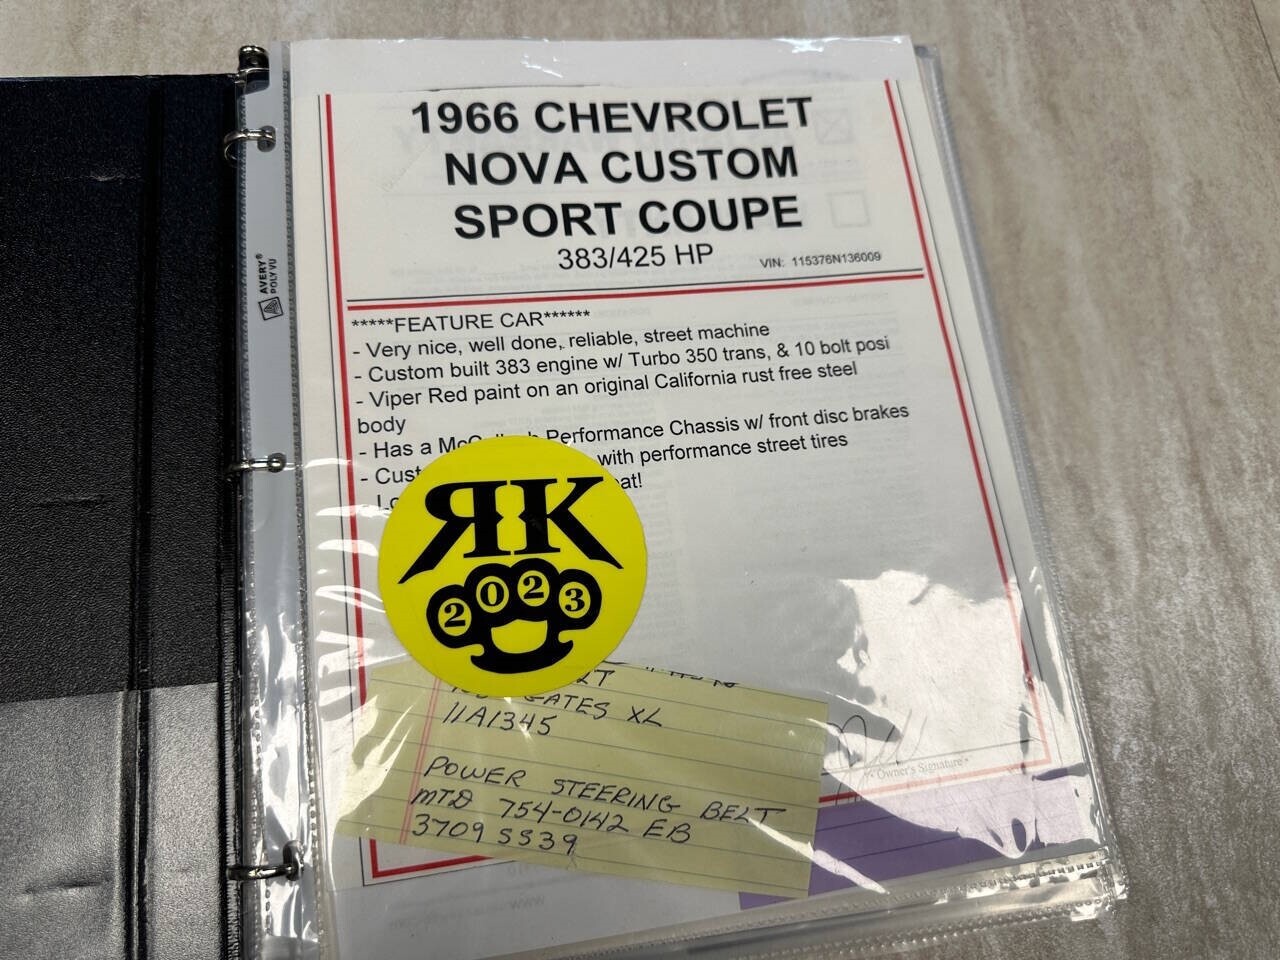 1966 CHEVROLET
NOVA CUSTOM
SPORT COUPE
383/425 HP
VIN: 115376N136009
*****FEATURE CAR******
- Very nice, well done, reliable, street machine
- Custom built 383 engine w/ Turbo 350 trans, & 10 bolt posi
- Viper Red paint on an original California rust free steel
body
- Has a Performance Chassis w/ front disc brakes
- with performance street tires
AVERY®
POLY VU
RK
2023
GATES XL
11A1345
POWER STEERING BELT
MTD 754-0142 EB
3709 SS39
• Owner's Signature •